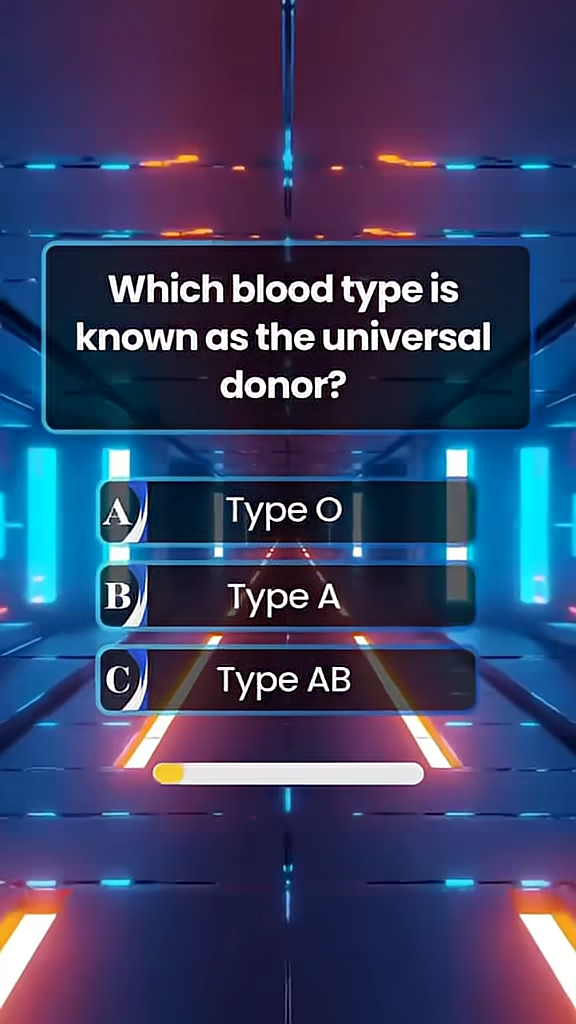 Which blood type is
known as the universal
donor?
A Type O
B Type A
C Type AB